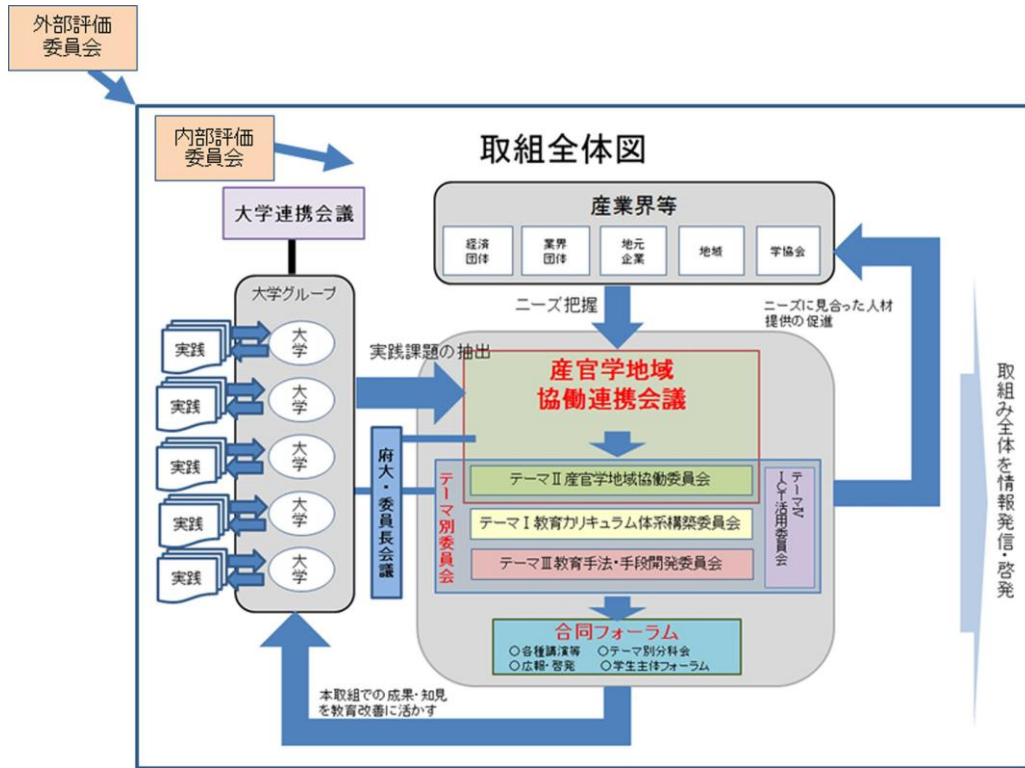 外部評価
委員会
内部評価
委員会
取組全体図
大学連携会議
産業界等
経済
団体
業界
団体
地元
企業
地域
学協会
大学グループ
ニーズ把握
ニーズに見合った人材
提供の促進
実践
大学
実践
大学
実践
大学
実践
大学
実践
大学
実践課題の抽出
産官学地域
協働連携会議
府大・委員長会議
テーマ別委員会
テーマⅡ産官学地域協働委員会
テーマⅠ教育カリキュラム体系構築委員会
テーマⅢ教育手法・手段開発委員会
テーマⅣ
ICT活用委員会
合同フォーラム
○各種講演等 ○テーマ別分科会
○広報・啓発 ○学生主体フォーラム
本取組での成果・知見
を教育改善に活かす
取組み全体を情報発信・啓発